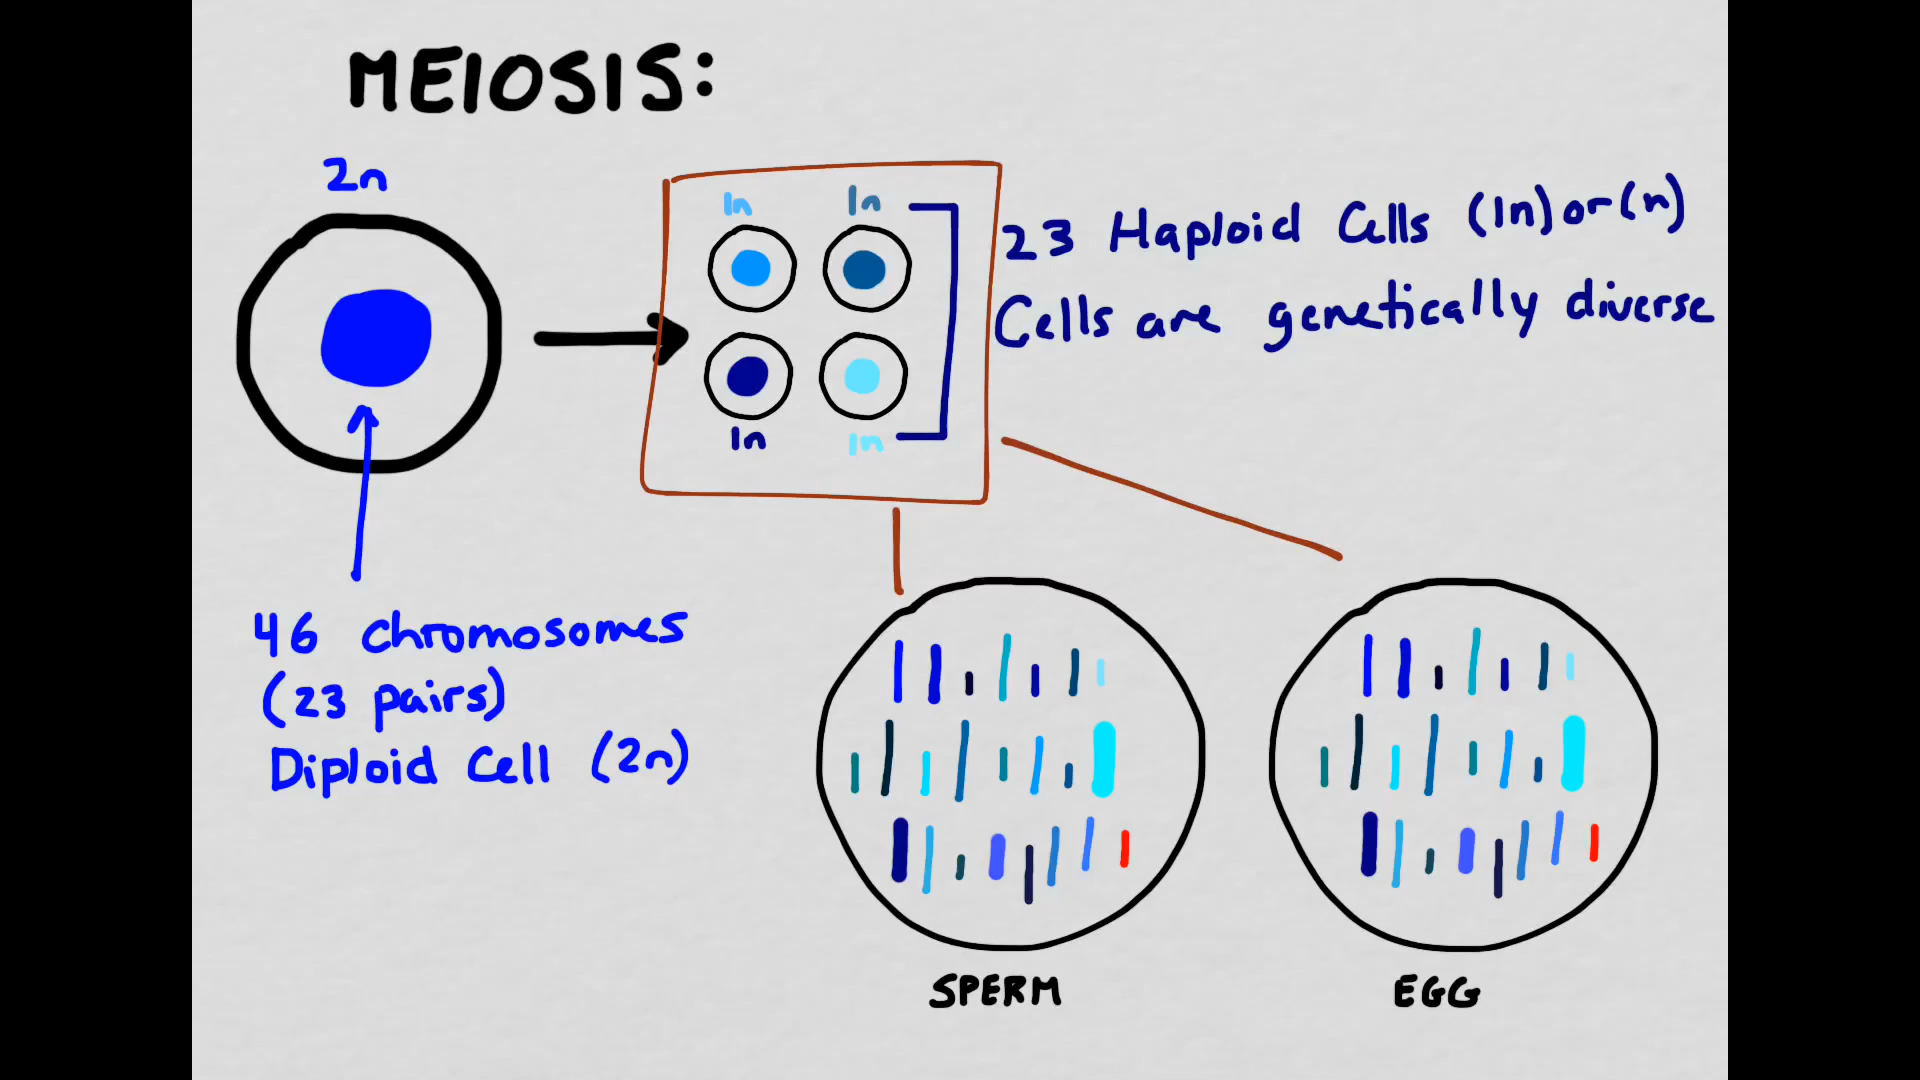 MEIOSIS:
2n
1n
1n
1n
1n
23 Haploid Cells (1n) or (n)
Cells are genetically diverse
46 chromosomes
(23 pairs)
Diploid Cell (2n)
SPERM
EGG